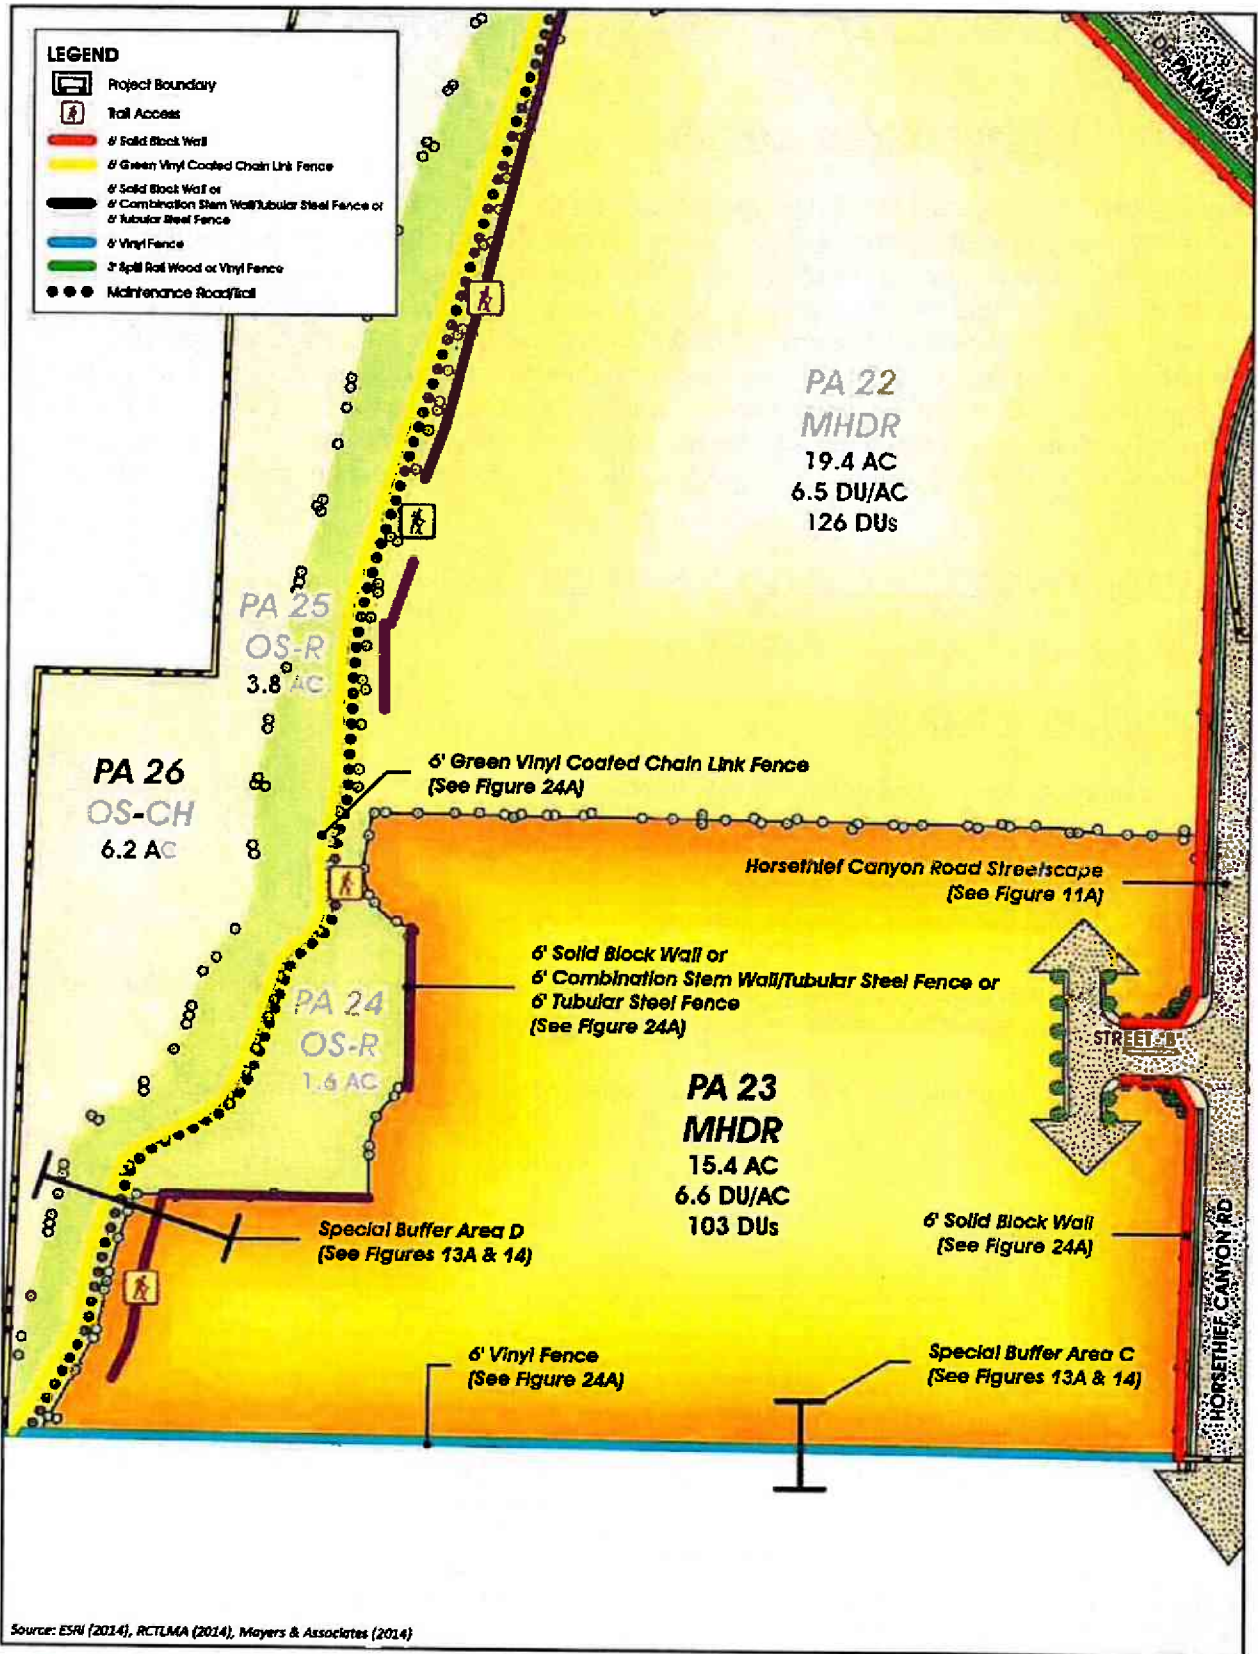 LEGEND
Project Boundary
Trail Access
6' Solid Block Wall
6' Green Vinyl Coated Chain Link Fence
6' Solid Block Wall or
6' Combination Stem Wall/Tubular Steel Fence or
6' Tubular Steel Fence
6' Vinyl Fence
3' Split Rail Wood or Vinyl Fence
Maintenance Road/Trail
DE PALMA RD
PA 22
MHDR
19.4 AC
6.5 DU/AC
126 DUs
PA 25
OS-R
3.8 AC
PA 26
OS-CH
6.2 AC
6' Green Vinyl Coated Chain Link Fence
(See Figure 24A)
Horsethief Canyon Road Streetscape
(See Figure 11A)
6' Solid Block Wall or
6' Combination Stem Wall/Tubular Steel Fence or
6' Tubular Steel Fence
(See Figure 24A)
PA 24
OS-R
1.6 AC
STREET "B"
PA 23
MHDR
15.4 AC
6.6 DU/AC
103 DUs
Special Buffer Area D
(See Figures 13A & 14)
6' Solid Block Wall
(See Figure 24A)
HORSETHIEF CANYON RD
6' Vinyl Fence
(See Figure 24A)
Special Buffer Area C
(See Figures 13A & 14)
Source: ESRI (2014), RCTLMA (2014), Mayers & Associates (2014)